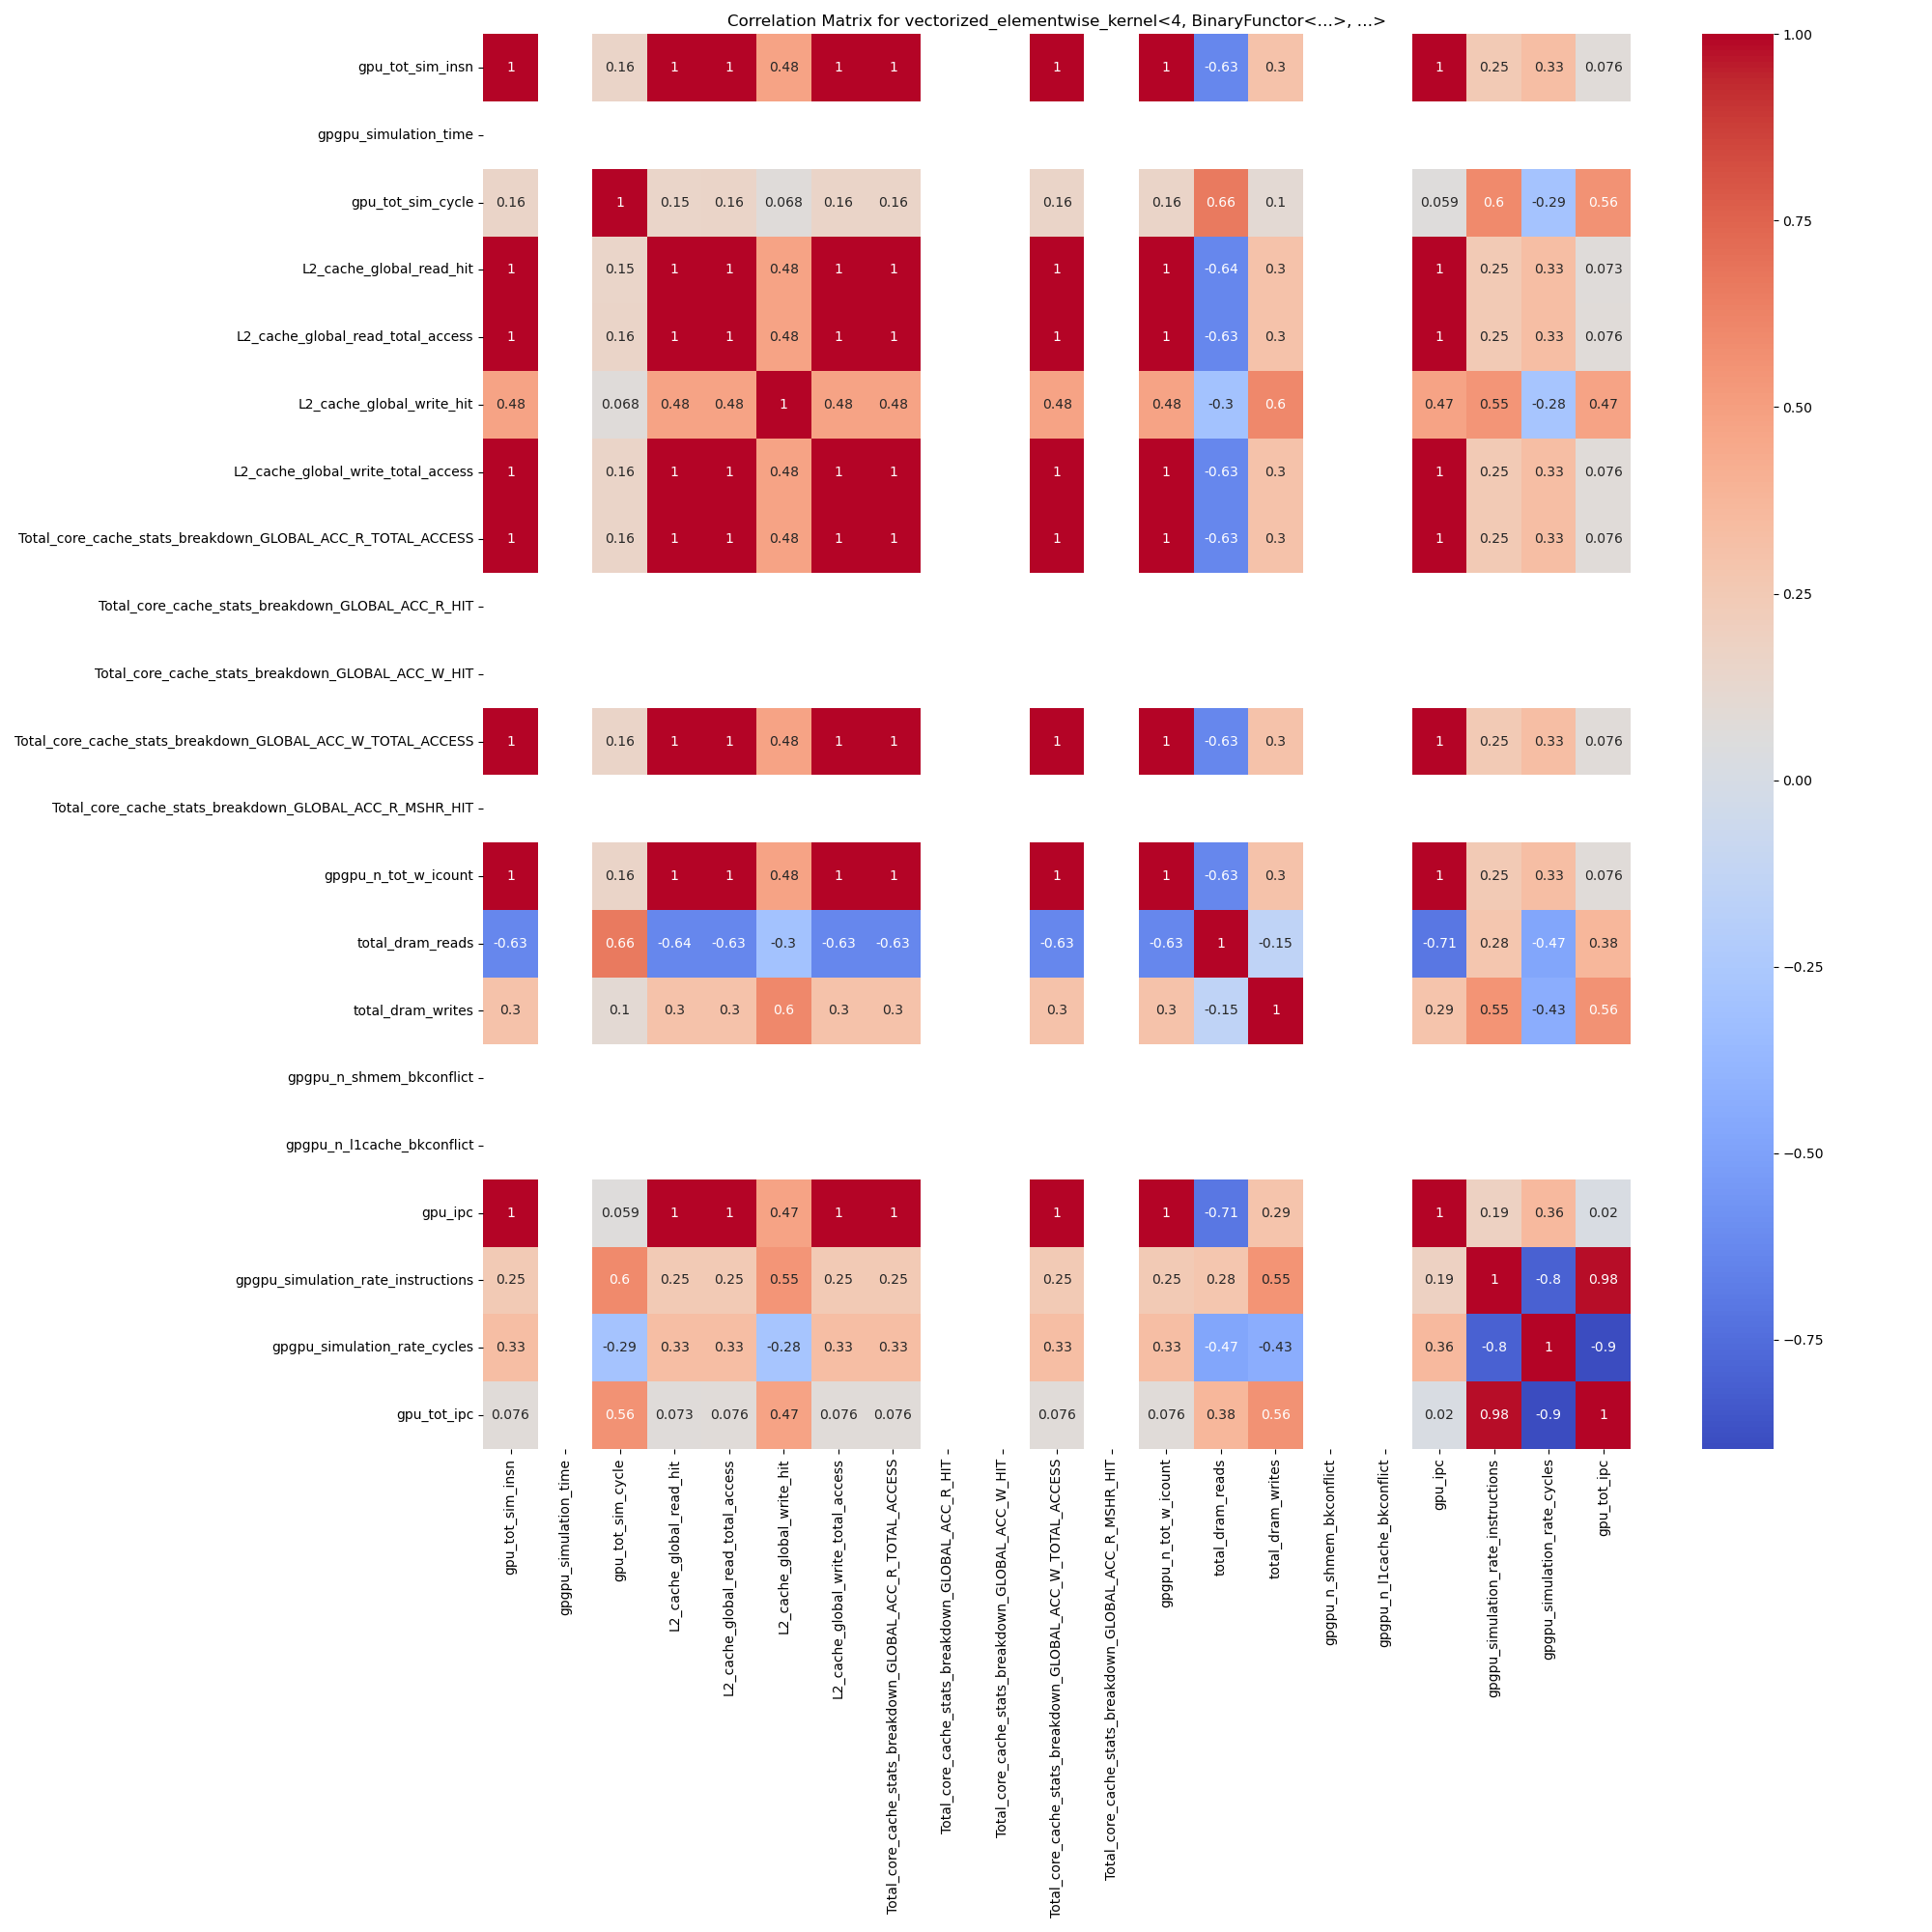 Correlation Matrix for vectorized_elementwise_kernel<4, BinaryFunctor<...>, ...>
gpu_tot_sim_insn 1 0.16 1 1 0.48 1 1 1 1 -0.63 0.3 1 0.25 0.33 0.076
gpgpu_simulation_time
gpu_tot_sim_cycle 0.16 1 0.15 0.16 0.068 0.16 0.16 0.16 0.16 0.66 0.1 0.059 0.6 -0.29 0.56
L2_cache_global_read_hit 1 0.15 1 1 0.48 1 1 1 1 -0.64 0.3 1 0.25 0.33 0.073
L2_cache_global_read_total_access 1 0.16 1 1 0.48 1 1 1 1 -0.63 0.3 1 0.25 0.33 0.076
L2_cache_global_write_hit 0.48 0.068 0.48 0.48 1 0.48 0.48 0.48 0.48 -0.3 0.6 0.47 0.55 -0.28 0.47
L2_cache_global_write_total_access 1 0.16 1 1 0.48 1 1 1 1 -0.63 0.3 1 0.25 0.33 0.076
Total_core_cache_stats_breakdown_GLOBAL_ACC_R_TOTAL_ACCESS 1 0.16 1 1 0.48 1 1 1 1 -0.63 0.3 1 0.25 0.33 0.076
Total_core_cache_stats_breakdown_GLOBAL_ACC_R_HIT
Total_core_cache_stats_breakdown_GLOBAL_ACC_W_HIT
Total_core_cache_stats_breakdown_GLOBAL_ACC_W_TOTAL_ACCESS 1 0.16 1 1 0.48 1 1 1 1 -0.63 0.3 1 0.25 0.33 0.076
Total_core_cache_stats_breakdown_GLOBAL_ACC_R_MSHR_HIT
gpgpu_n_tot_w_icount 1 0.16 1 1 0.48 1 1 1 1 -0.63 0.3 1 0.25 0.33 0.076
total_dram_reads -0.63 0.66 -0.64 -0.63 -0.3 -0.63 -0.63 -0.63 -0.63 1 -0.15 -0.71 0.28 -0.47 0.38
total_dram_writes 0.3 0.1 0.3 0.3 0.6 0.3 0.3 0.3 0.3 -0.15 1 0.29 0.55 -0.43 0.56
gpgpu_n_shmem_bkconflict
gpgpu_n_l1cache_bkconflict
gpu_ipc 1 0.059 1 1 0.47 1 1 1 1 -0.71 0.29 1 0.19 0.36 0.02
gpgpu_simulation_rate_instructions 0.25 0.6 0.25 0.25 0.55 0.25 0.25 0.25 0.25 0.28 0.55 0.19 1 -0.8 0.98
gpgpu_simulation_rate_cycles 0.33 -0.29 0.33 0.33 -0.28 0.33 0.33 0.33 0.33 -0.47 -0.43 0.36 -0.8 1 -0.9
gpu_tot_ipc 0.076 0.56 0.073 0.076 0.47 0.076 0.076 0.076 0.076 0.38 0.56 0.02 0.98 -0.9 1
gpu_tot_sim_insn
gpgpu_simulation_time
gpu_tot_sim_cycle
L2_cache_global_read_hit
L2_cache_global_read_total_access
L2_cache_global_write_hit
L2_cache_global_write_total_access
Total_core_cache_stats_breakdown_GLOBAL_ACC_R_TOTAL_ACCESS
Total_core_cache_stats_breakdown_GLOBAL_ACC_R_HIT
Total_core_cache_stats_breakdown_GLOBAL_ACC_W_HIT
Total_core_cache_stats_breakdown_GLOBAL_ACC_W_TOTAL_ACCESS
Total_core_cache_stats_breakdown_GLOBAL_ACC_R_MSHR_HIT
gpgpu_n_tot_w_icount
total_dram_reads
total_dram_writes
gpgpu_n_shmem_bkconflict
gpgpu_n_l1cache_bkconflict
gpu_ipc
gpgpu_simulation_rate_instructions
gpgpu_simulation_rate_cycles
gpu_tot_ipc
1.00
0.75
0.50
0.25
0.00
−0.25
−0.50
−0.75